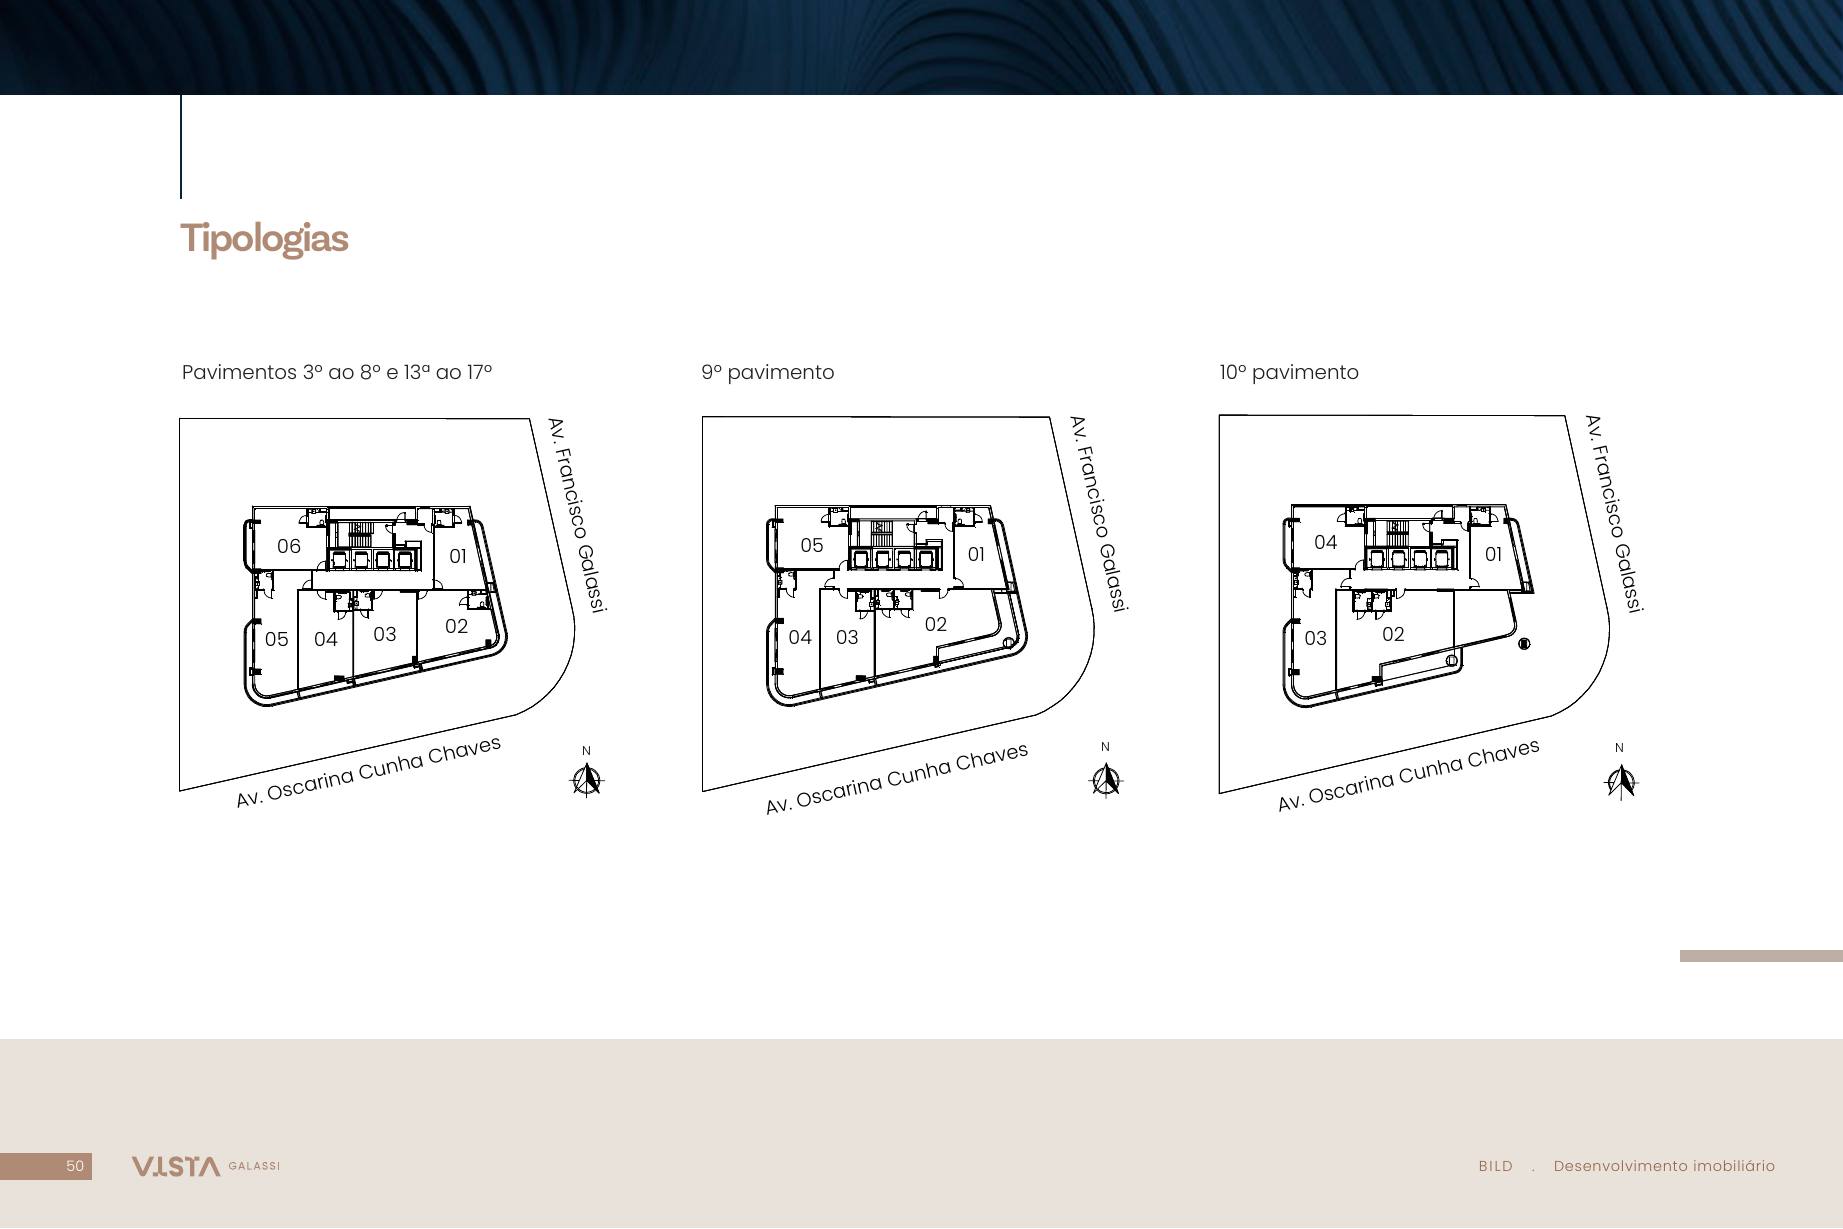 Tipologias
Pavimentos 3º ao 8º e 13ª ao 17º
Av. Francisco Galassi
06
01
05
04
03
02
Av. Oscarina Cunha Chaves
N
9º pavimento
Av. Francisco Galassi
05
01
04
03
02
Av. Oscarina Cunha Chaves
N
10º pavimento
Av. Francisco Galassi
04
01
03
02
Av. Oscarina Cunha Chaves
N
50
VISTA GALASSI
BILD . Desenvolvimento imobiliário